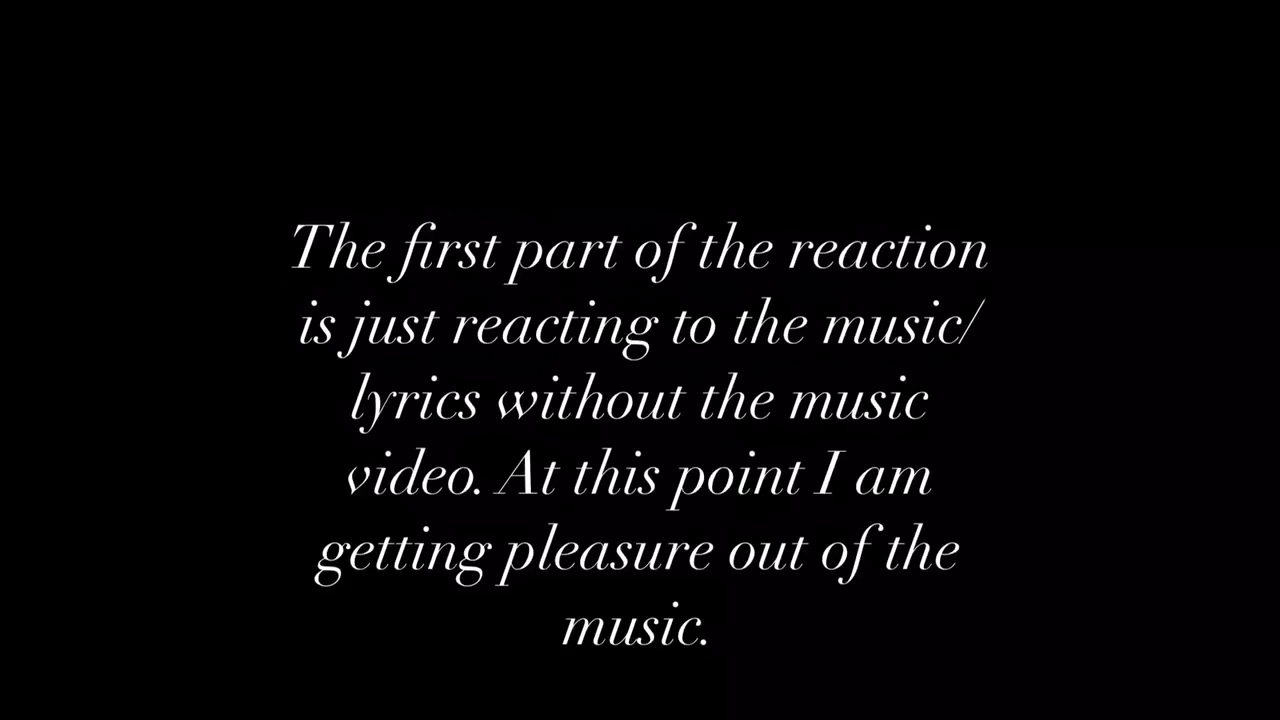 The first part of the reaction
is just reacting to the music/
lyrics without the music
video. At this point I am
getting pleasure out of the
music.